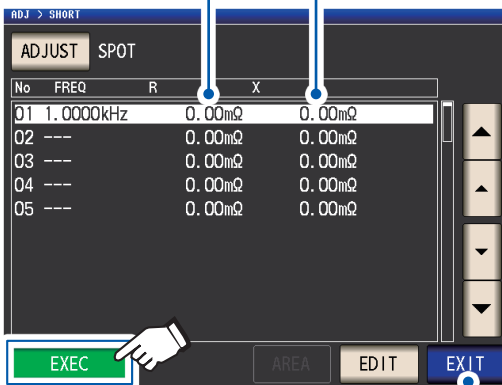 ADJ > SHORT
ADJUST SPOT
No FREQ R X
01 1.0000kHz 0.00mΩ 0.00mΩ
02 --- 0.00mΩ 0.00mΩ
03 --- 0.00mΩ 0.00mΩ
04 --- 0.00mΩ 0.00mΩ
05 --- 0.00mΩ 0.00mΩ
EXEC AREA EDIT EXIT